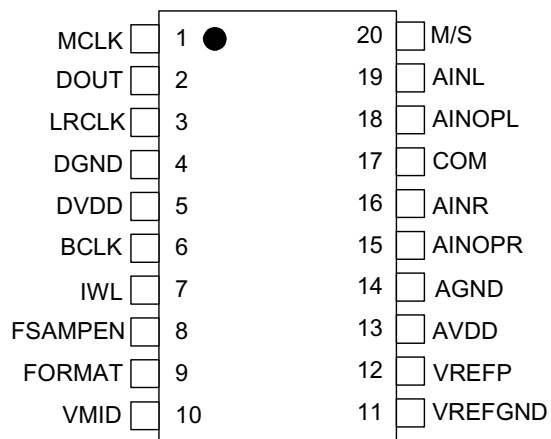 MCLK 1 20 M/S
DOUT 2 19 AINL
LRCLK 3 18 AINOPL
DGND 4 17 COM
DVDD 5 16 AINR
BCLK 6 15 AINOPR
IWL 7 14 AGND
FSAMPEN 8 13 AVDD
FORMAT 9 12 VREFP
VMID 10 11 VREFGND